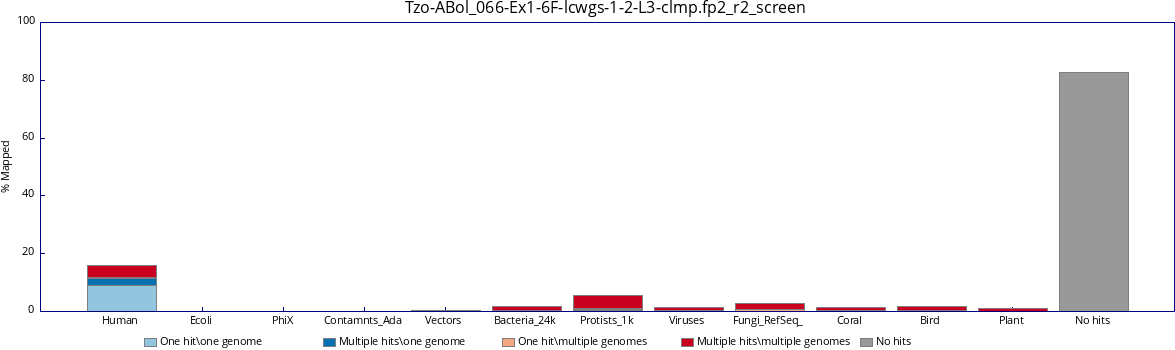 Tzo-ABol_066-Ex1-6F-lcwgs-1-2-L3-clmp.fp2_r2_screen
100
80
60
40
20
0
% Mapped
Human Ecoli PhiX Contamnts_Ada Vectors Bacteria_24k Protists_1k Viruses Fungi_RefSeq_ Coral Bird Plant No hits
One hit\one genome Multiple hits\one genome One hit\multiple genomes Multiple hits\multiple genomes No hits